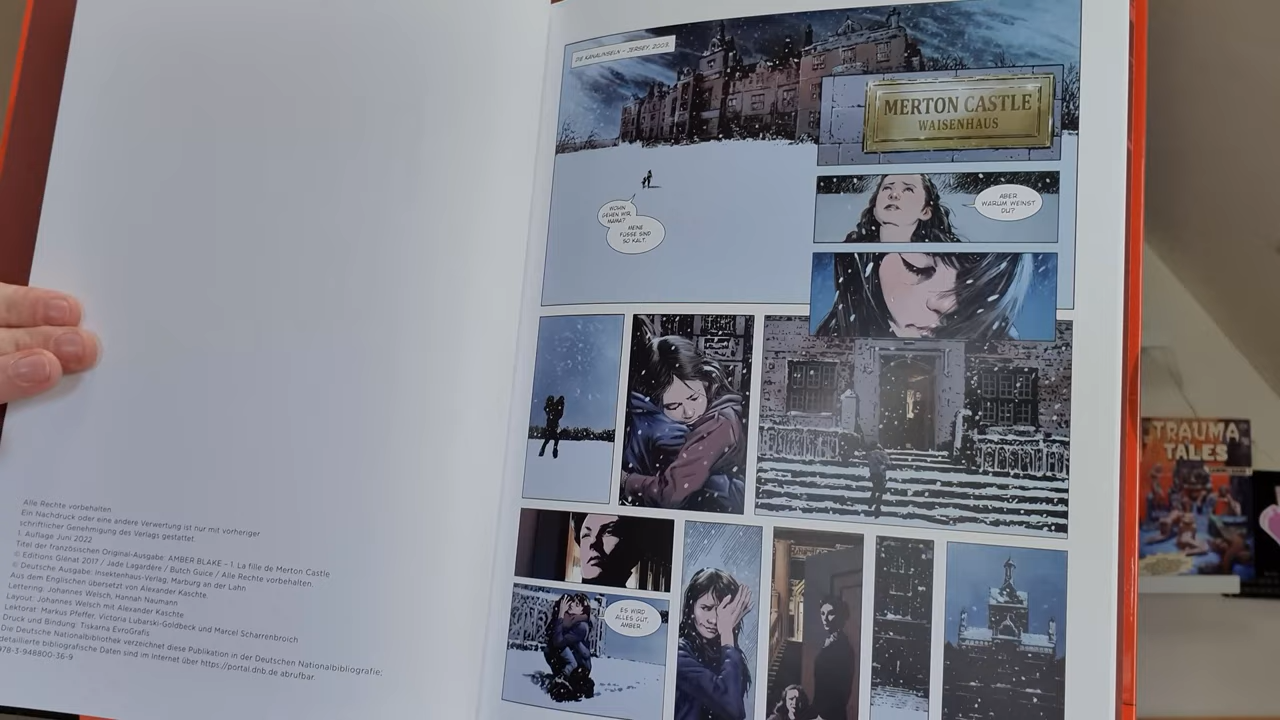 Alle Rechte vorbehalten.
Ein Nachdruck oder eine andere Verwertung ist nur mit vorheriger
schriftlicher Genehmigung des Verlags gestattet.
1. Auflage Juni 2022
Titel der französischen Original-Ausgabe: AMBER BLAKE – 1. La fille de Merton Castle
© Editions Glénat 2017 / Jade Lagardère / Butch Guice / Alle Rechte vorbehalten.
© Deutsche Ausgabe: insektenhaus-Verlag, Marburg an der Lahn
Aus dem Englischen übersetzt von Alexander Kaschte.
Lettering: Johannes Welsch, Hannah Naumann
Layout: Johannes Welsch mit Alexander Kaschte
Lektorat: Markus Pfeffer, Victoria Lubarski-Goldbeck und Marcel Scharrenbroich
Druck und Bindung: Tiskarna EvroGrafis
Die Deutsche Nationalbibliothek verzeichnet diese Publikation in der Deutschen Nationalbibliografie;
detaillierte bibliografische Daten sind im Internet über https://portal.dnb.de abrufbar.
978-3-948800-36-9
DIE KANALINSELN – JERSEY, 2003.
MERTON CASTLE
WAISENHAUS
WOHIN
GEHEN WIR,
MAMA?
MEINE
FÜSSE SIND
SO KALT.
ABER
WARUM WEINST
DU?
ES WIRD
ALLES GUT,
AMBER.
TRAUMA
TALES